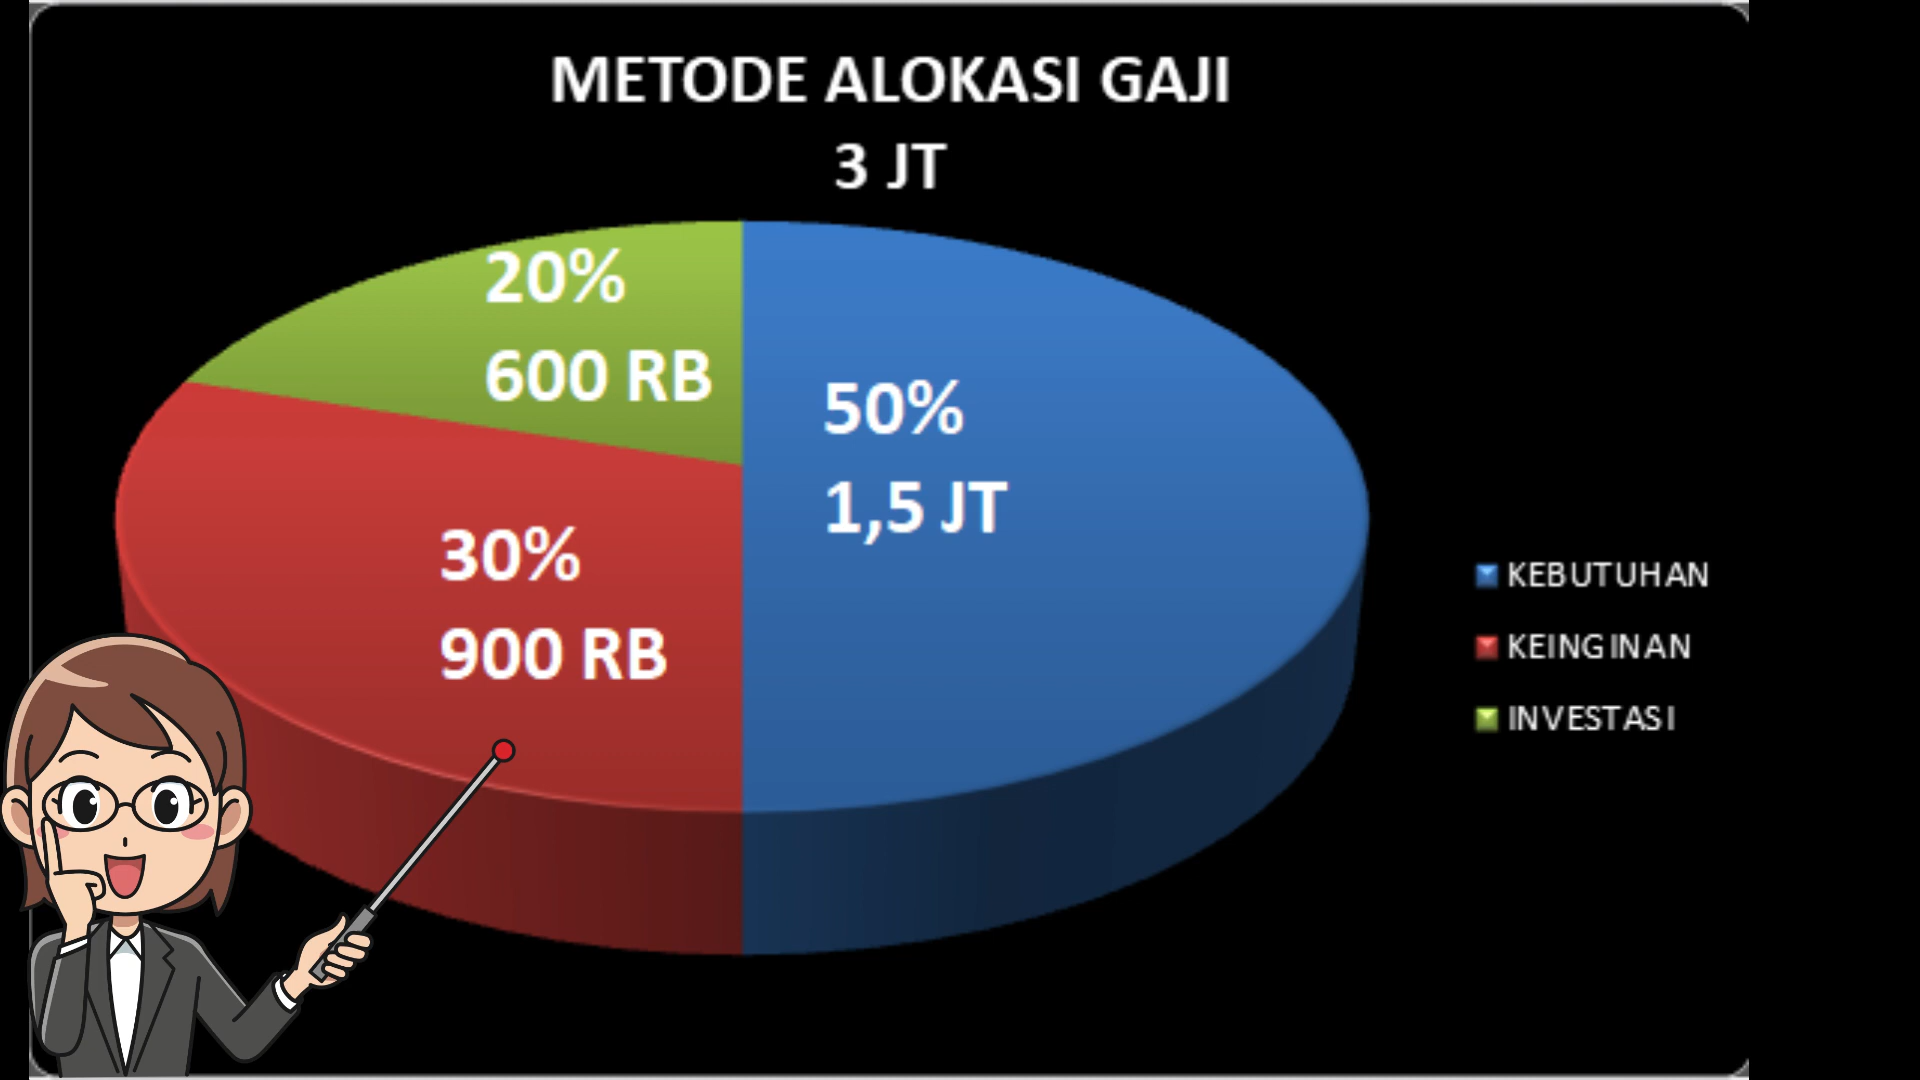 METODE ALOKASI GAJI
3 JT
20%
600 RB
50%
1,5 JT
30%
900 RB
KEBUTUHAN
KEINGINAN
INVESTASI